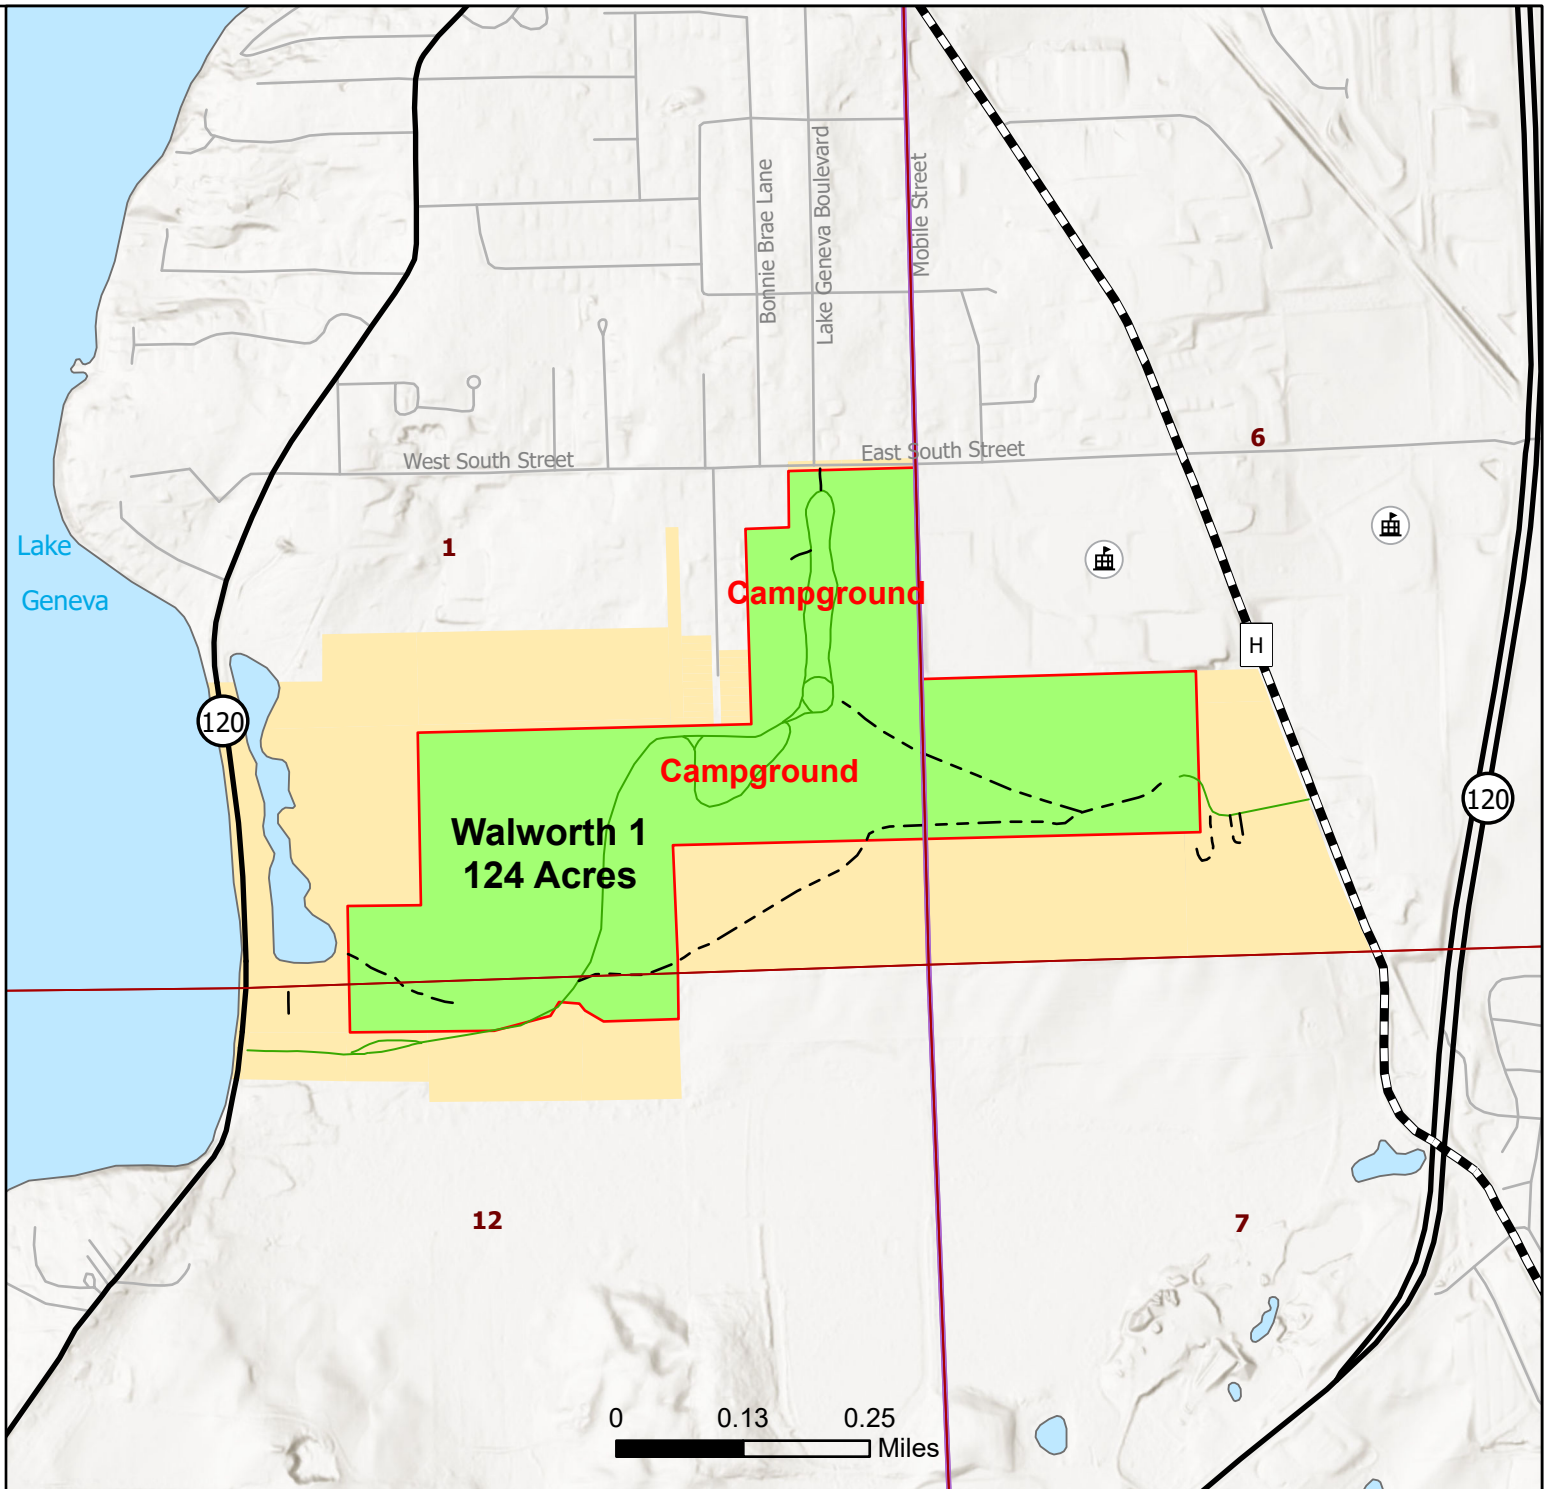 Bonnie Brae Lane
Lake Geneva Boulevard
Mobile Street
6
East South Street
West South Street
Lake
Geneva
1
Campground
H
120
Campground
120
Walworth 1
124 Acres
12
7
0 0.13 0.25
Miles